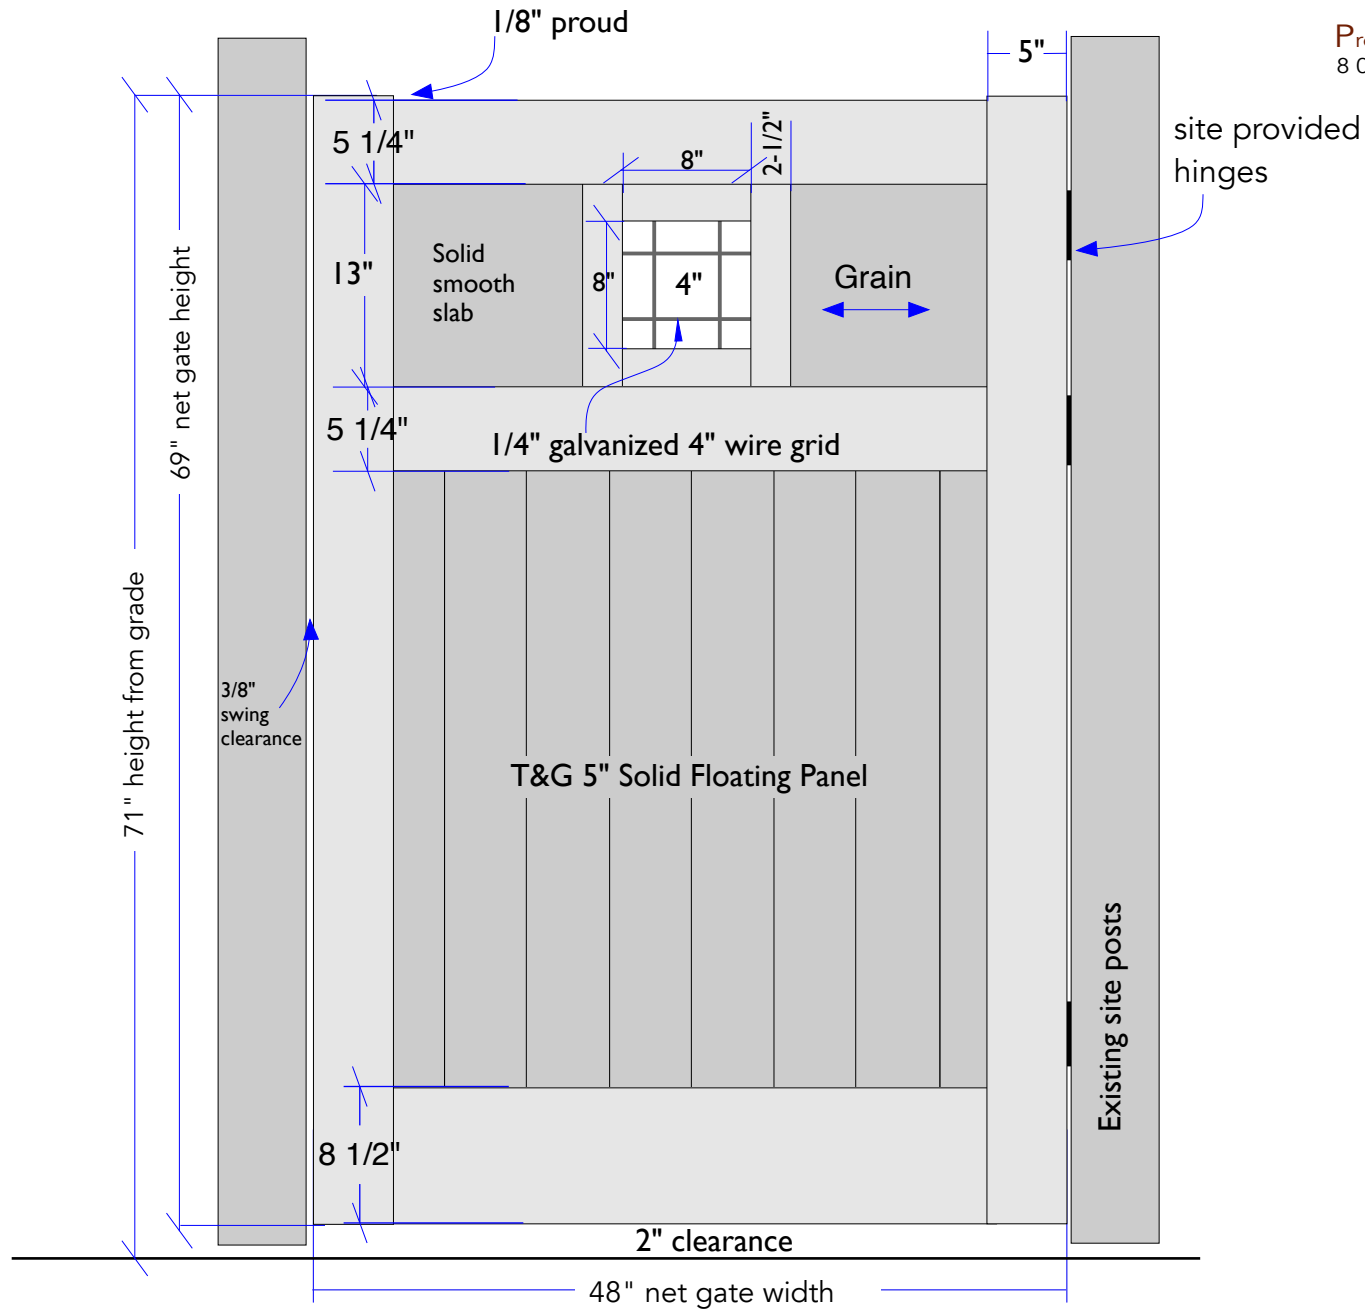 1/8" proud
5"
site provided
hinges
5 1/4"
8"
2-1/2"
13"
Solid
smooth
slab
8"
4"
Grain
69" net gate height
5 1/4"
1/4" galvanized 4" wire grid
71" height from grade
3/8"
swing
clearance
T&G 5" Solid Floating Panel
Existing site posts
8 1/2"
2" clearance
48" net gate width